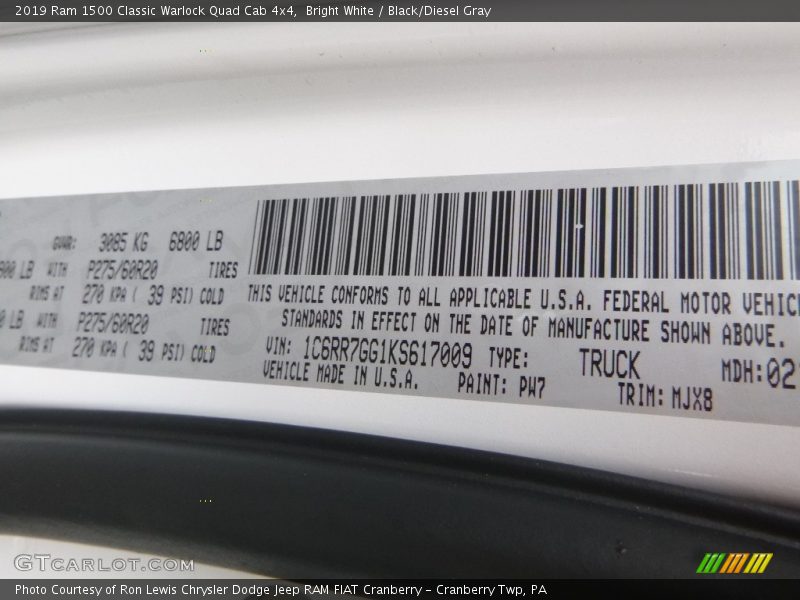 2019 Ram 1500 Classic Warlock Quad Cab 4x4, Bright White / Black/Diesel Gray
GVWR: 3085 KG 6800 LB
LB WITH P275/60R20 TIRES
RIMS AT 270 KPA ( 39 PSI) COLD
LB WITH P275/60R20 TIRES
RIMS AT 270 KPA ( 39 PSI) COLD
THIS VEHICLE CONFORMS TO ALL APPLICABLE U.S.A. FEDERAL MOTOR VEHIC
STANDARDS IN EFFECT ON THE DATE OF MANUFACTURE SHOWN ABOVE.
VIN: 1C6RR7GG1KS617009 TYPE: TRUCK MDH: 02
VEHICLE MADE IN U.S.A. PAINT: PW7 TRIM: MJX8
GTCARLOT.COM
Photo Courtesy of Ron Lewis Chrysler Dodge Jeep RAM FIAT Cranberry – Cranberry Twp, PA